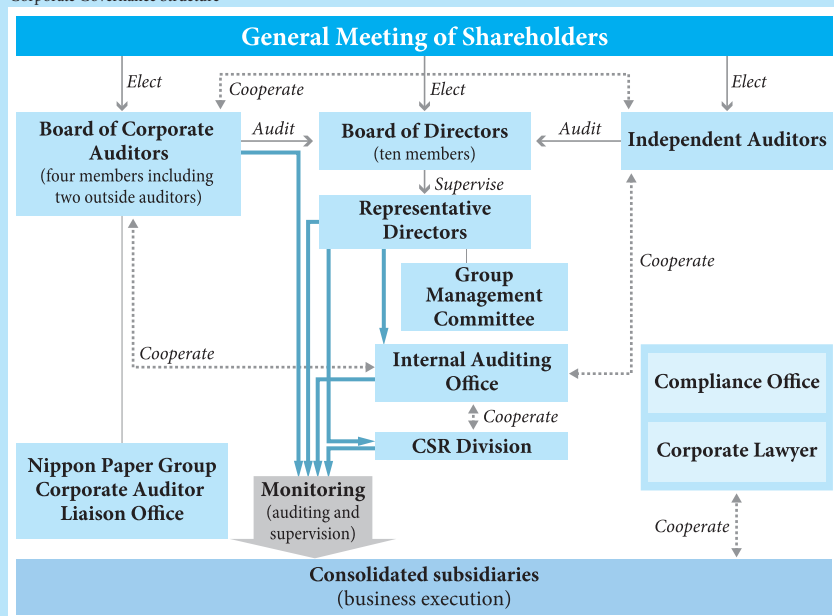 Corporate Governance Structure
General Meeting of Shareholders
Elect
Cooperate
Elect
Elect
Board of Corporate
Auditors
(four members including
two outside auditors)
Audit
Board of Directors
(ten members)
Audit
Independent Auditors
Supervise
Representative
Directors
Cooperate
Group
Management
Committee
Cooperate
Internal Auditing
Office
Compliance Office
Cooperate
CSR Division
Corporate Lawyer
Nippon Paper Group
Corporate Auditor
Liaison Office
Monitoring
(auditing and
supervision)
Cooperate
Consolidated subsidiaries
(business execution)